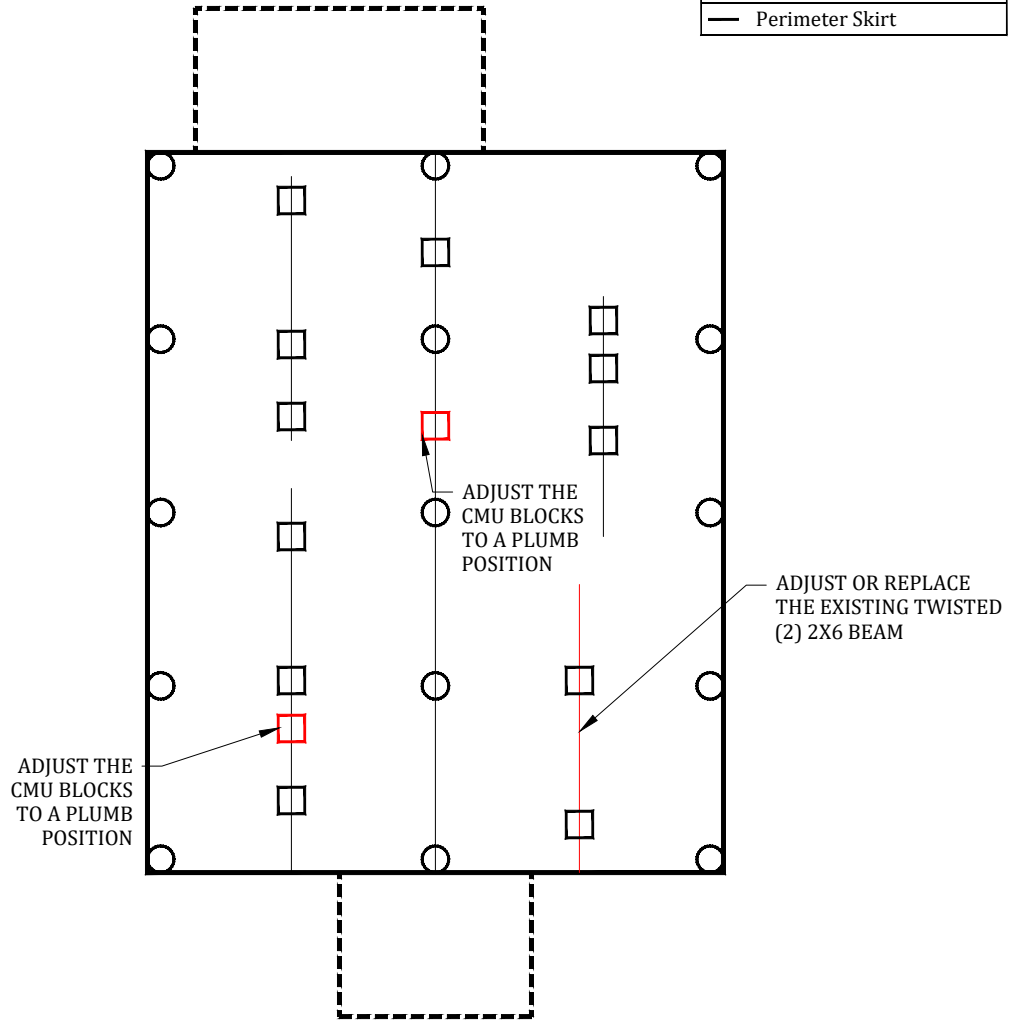 Perimeter Skirt
ADJUST THE
CMU BLOCKS
TO A PLUMB
POSITION
ADJUST OR REPLACE
THE EXISTING TWISTED
(2) 2X6 BEAM
ADJUST THE
CMU BLOCKS
TO A PLUMB
POSITION